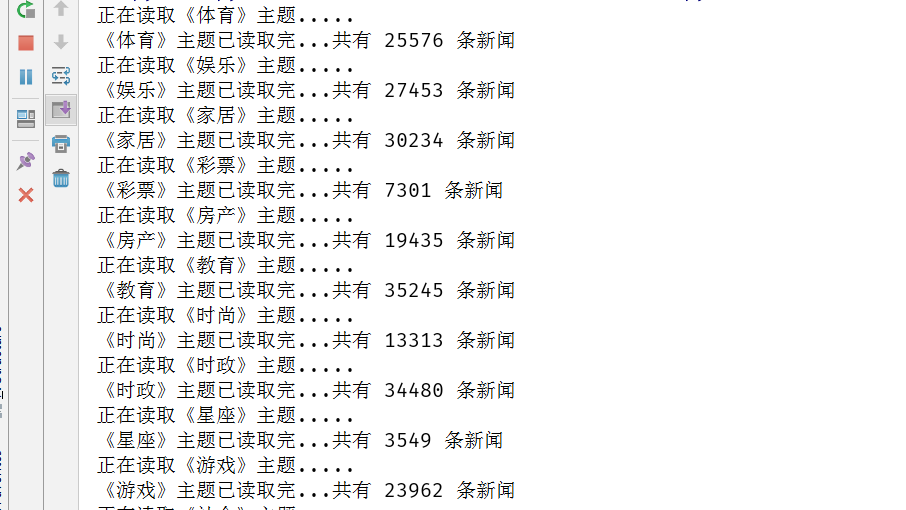 正在读取《体育》主题.....
《体育》主题已读取完...共有 25576 条新闻
正在读取《娱乐》主题.....
《娱乐》主题已读取完...共有 27453 条新闻
正在读取《家居》主题.....
《家居》主题已读取完...共有 30234 条新闻
正在读取《彩票》主题.....
《彩票》主题已读取完...共有 7301 条新闻
正在读取《房产》主题.....
《房产》主题已读取完...共有 19435 条新闻
正在读取《教育》主题.....
《教育》主题已读取完...共有 35245 条新闻
正在读取《时尚》主题.....
《时尚》主题已读取完...共有 13313 条新闻
正在读取《时政》主题.....
《时政》主题已读取完...共有 34480 条新闻
正在读取《星座》主题.....
《星座》主题已读取完...共有 3549 条新闻
正在读取《游戏》主题.....
《游戏》主题已读取完...共有 23962 条新闻